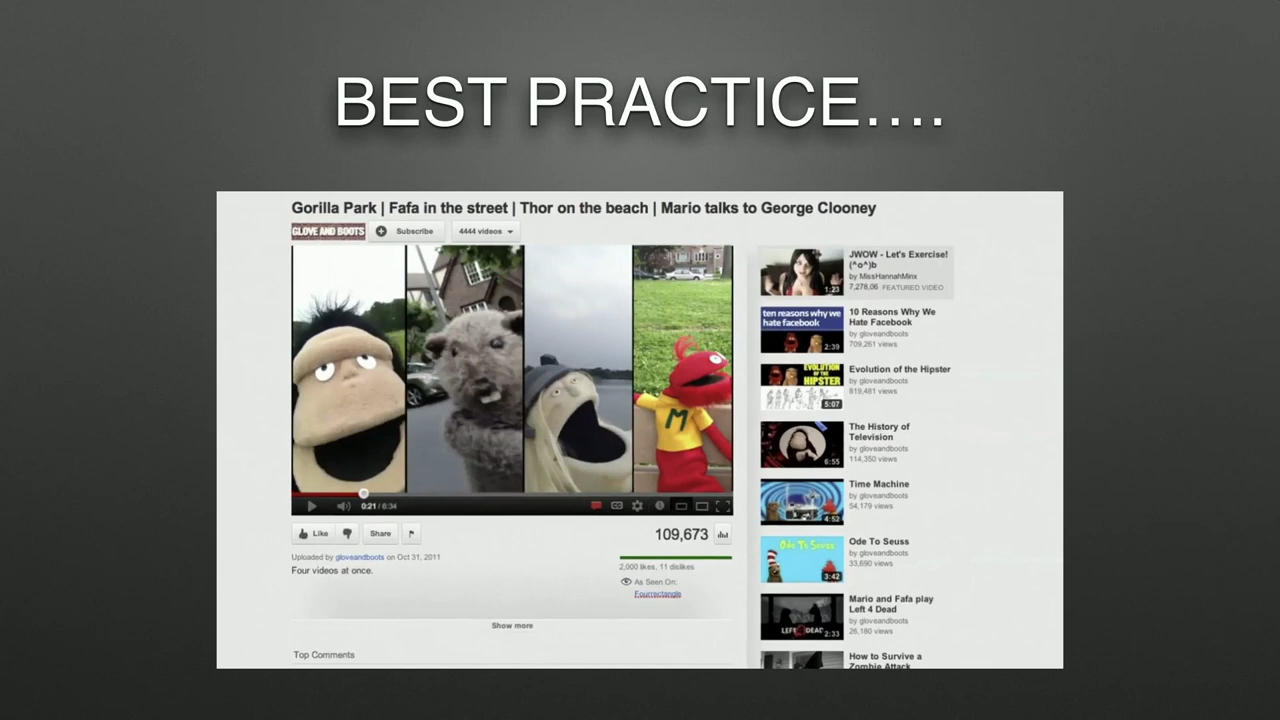 BEST PRACTICE....
Gorilla Park | Fafa in the street | Thor on the beach | Mario talks to George Clooney
GLOVE AND BOOTS
Subscribe
4444 videos
M
0:21 / 6:34
CC
Like
Share
109,673
Uploaded by gloveandboots on Oct 31, 2011
Four videos at once.
2,000 likes, 11 dislikes
As Seen On:
Fourrectangle
Show more
Top Comments
1:23
JWOW - Let's Exercise!
(^o^)b
by MissHannahMinx
7,278,06 FEATURED VIDEO
ten reasons why we
hate facebook
2:39
10 Reasons Why We
Hate Facebook
by gloveandboots
709,261 views
EVOLUTION
OF THE
HIPSTER
5:07
Evolution of the Hipster
by gloveandboots
819,481 views
6:55
The History of
Television
by gloveandboots
114,350 views
4:52
Time Machine
by gloveandboots
54,179 views
Ode To Seuss
3:42
Ode To Seuss
by gloveandboots
33,690 views
LEFT 4 DEAD
2:33
Mario and Fafa play
Left 4 Dead
by gloveandboots
26,180 views
How to Survive a
Zombie Attack